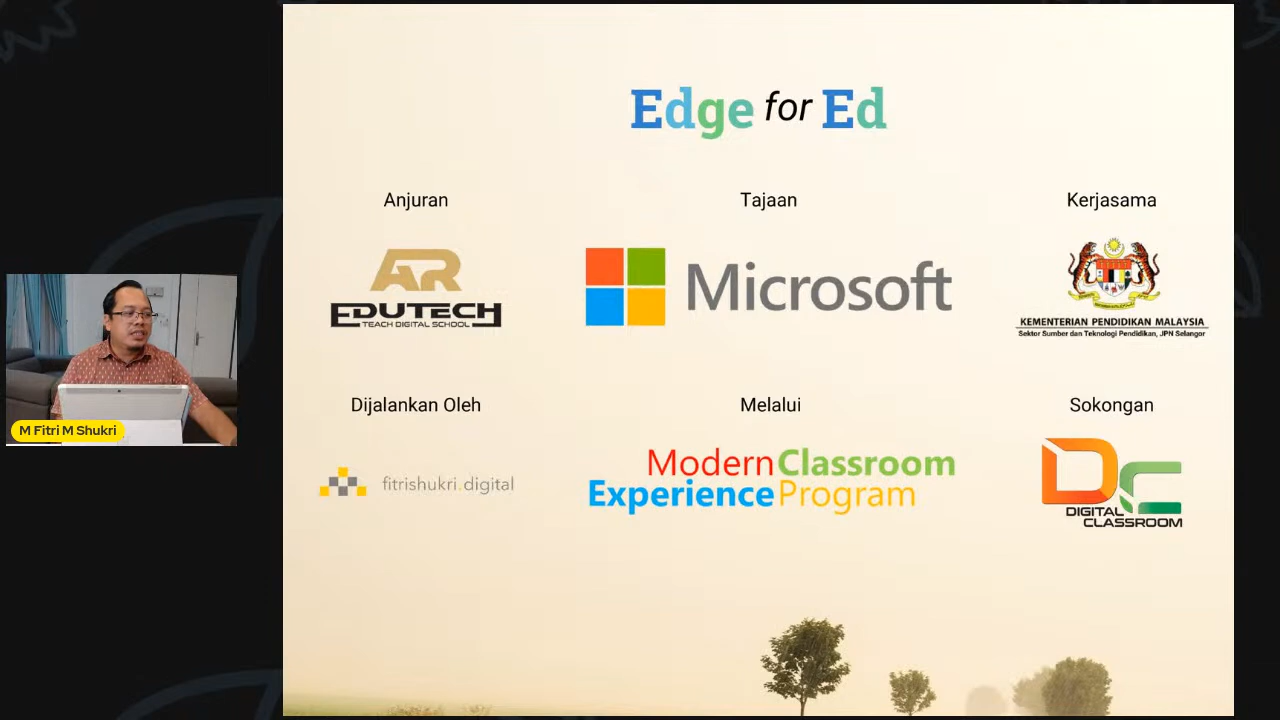 Edge for Ed
Anjuran
Tajaan
Kerjasama
AR
EDUTECH
TEACH DIGITAL SCHOOL
Microsoft
KEMENTERIAN PENDIDIKAN MALAYSIA
Sektor Sumber dan Teknologi Pendidikan, JPN Selangor
Dijalankan Oleh
Melalui
Sokongan
fitrishukri.digital
Modern Classroom
Experience Program
DC
DIGITAL
CLASSROOM
M Fitri M Shukri